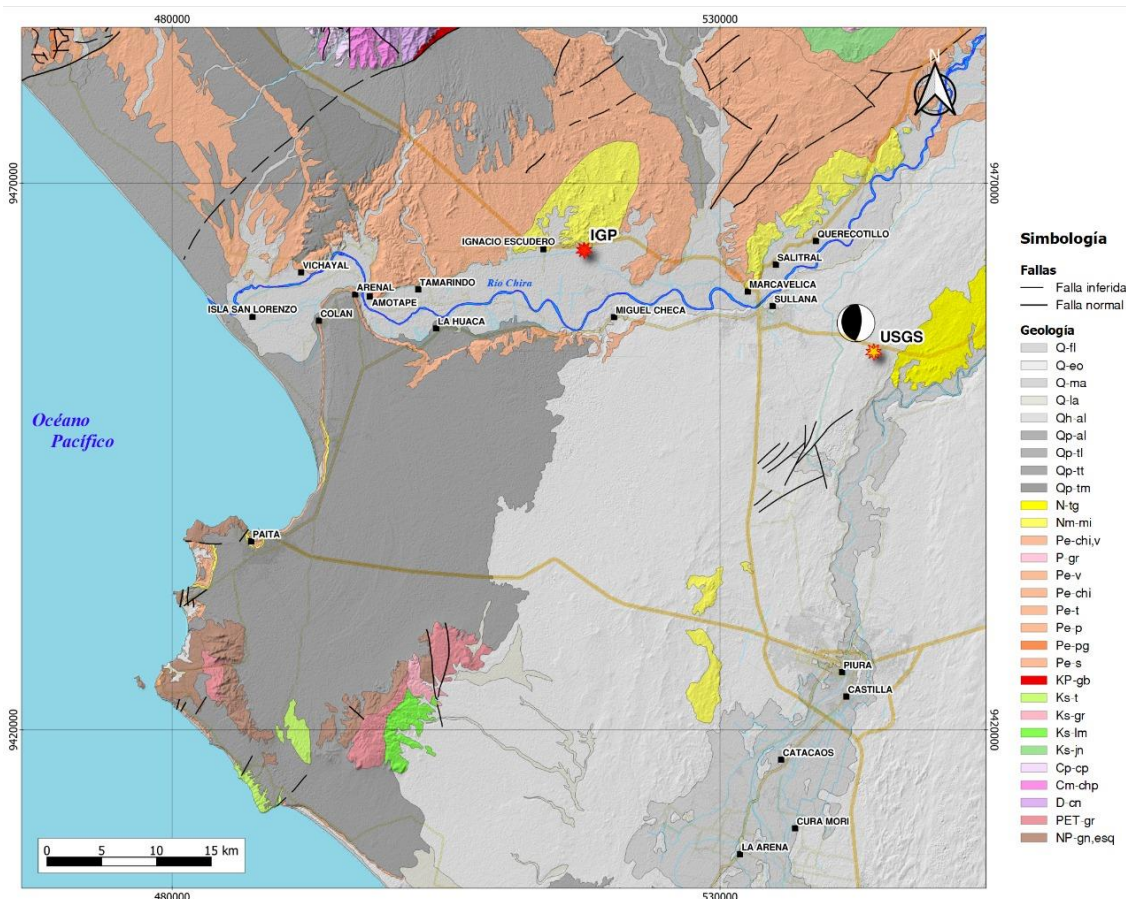 480000
530000
N
9470000
9470000
QUERECOTILLO
IGNACIO ESCUDERO
IGP
SALITRAL
VICHAYAL
TAMARINDO
Río Chira
ARENAL
AMOTAPE
MARCAVELICA
SULLANA
ISLA SAN LORENZO
COLAN
LA HUACA
MIGUEL CHECA
USGS
Océano
Pacífico
PAITA
PIURA
CASTILLA
9420000
9420000
CATACAOS
CURA MORI
LA ARENA
0 5 10 15 km
480000
530000
Simbología
Fallas
Falla inferida
Falla normal
Geología
Q-fl
Q-eo
Q-ma
Q-la
Qh-al
Qp-al
Qp-tl
Qp-tt
Qp-tm
N-tg
Nm-mi
Pe-chi,v
P-gr
Pe-v
Pe-chi
Pe-t
Pe-p
Pe-pg
Pe-s
KP-gb
Ks-t
Ks-gr
Ks-lm
Ks-jn
Cp-cp
Cm-chp
D-cn
PET-gr
NP-gn,esq